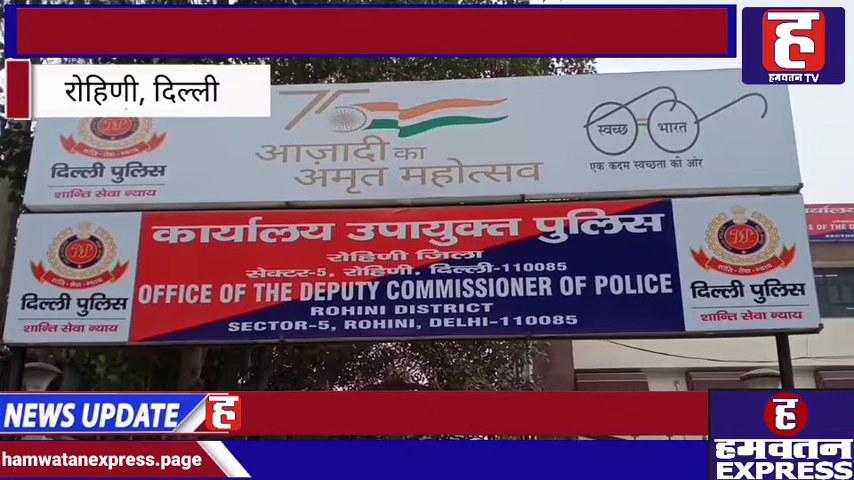 ह
हमवतन TV
रोहिणी, दिल्ली
75
आज़ादी का
अमृत महोत्सव
स्वच्छ भारत
एक कदम स्वच्छता की ओर
दिल्ली पुलिस
शान्ति सेवा न्याय
कार्यालय उपायुक्त पुलिस
रोहिणी जिला
सेक्टर-5, रोहिणी, दिल्ली-110085
OFFICE OF THE DEPUTY COMMISSIONER OF POLICE
ROHINI DISTRICT
SECTOR-5, ROHINI, DELHI-110085
दिल्ली पुलिस
शान्ति सेवा न्याय
दिल्ली पुलिस
शान्ति सेवा न्याय
NEWS UPDATE
ह
hamwatanexpress.page
ह
हमवतन
EXPRESS